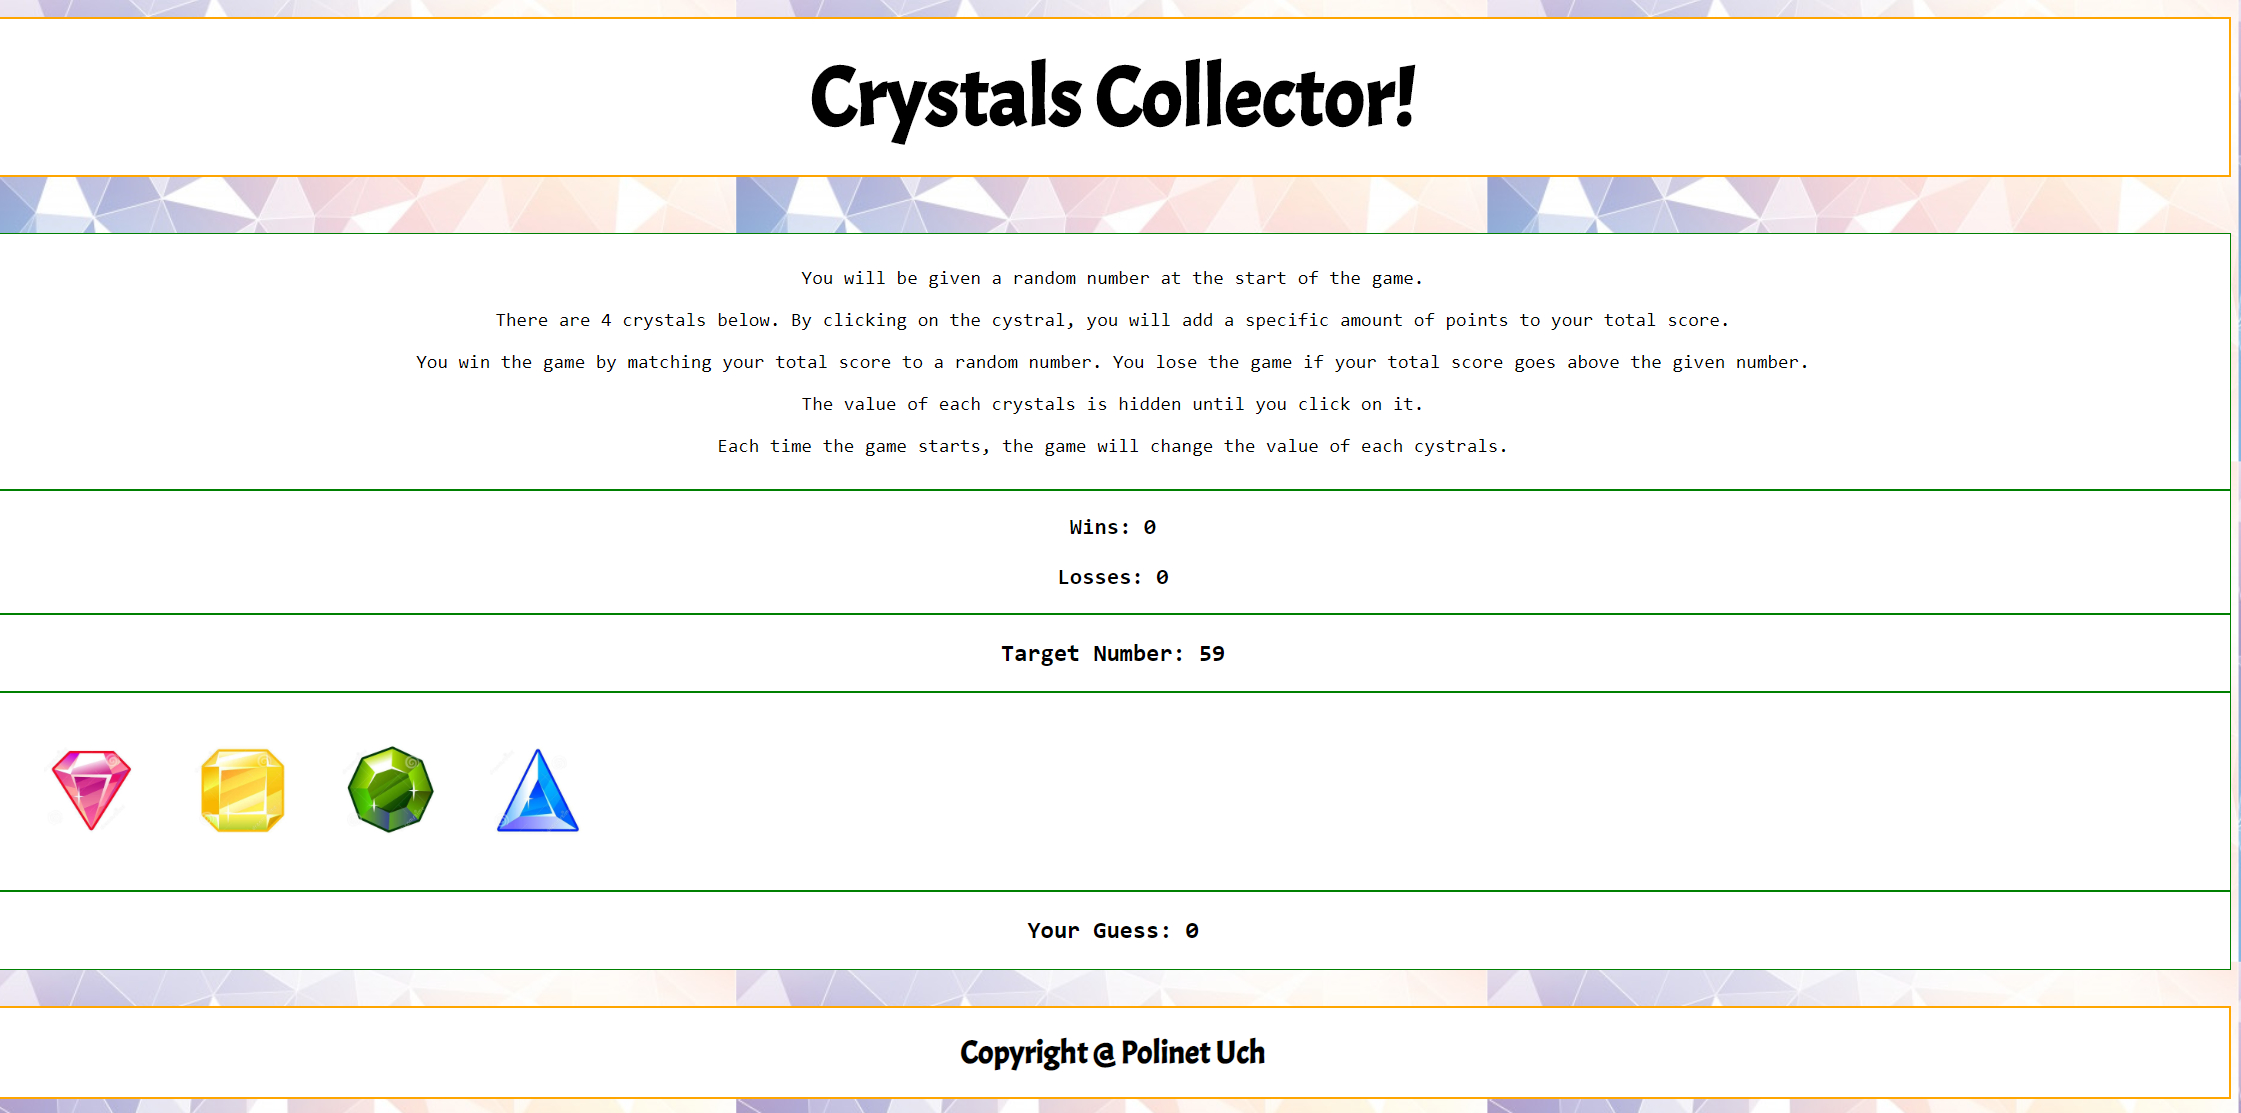 Crystals Collector!
You will be given a random number at the start of the game.
There are 4 crystals below. By clicking on the cystral, you will add a specific amount of points to your total score.
You win the game by matching your total score to a random number. You lose the game if your total score goes above the given number.
The value of each crystals is hidden until you click on it.
Each time the game starts, the game will change the value of each cystrals.
Wins: 0
Losses: 0
Target Number: 59
Your Guess: 0
Copyright @ Polinet Uch